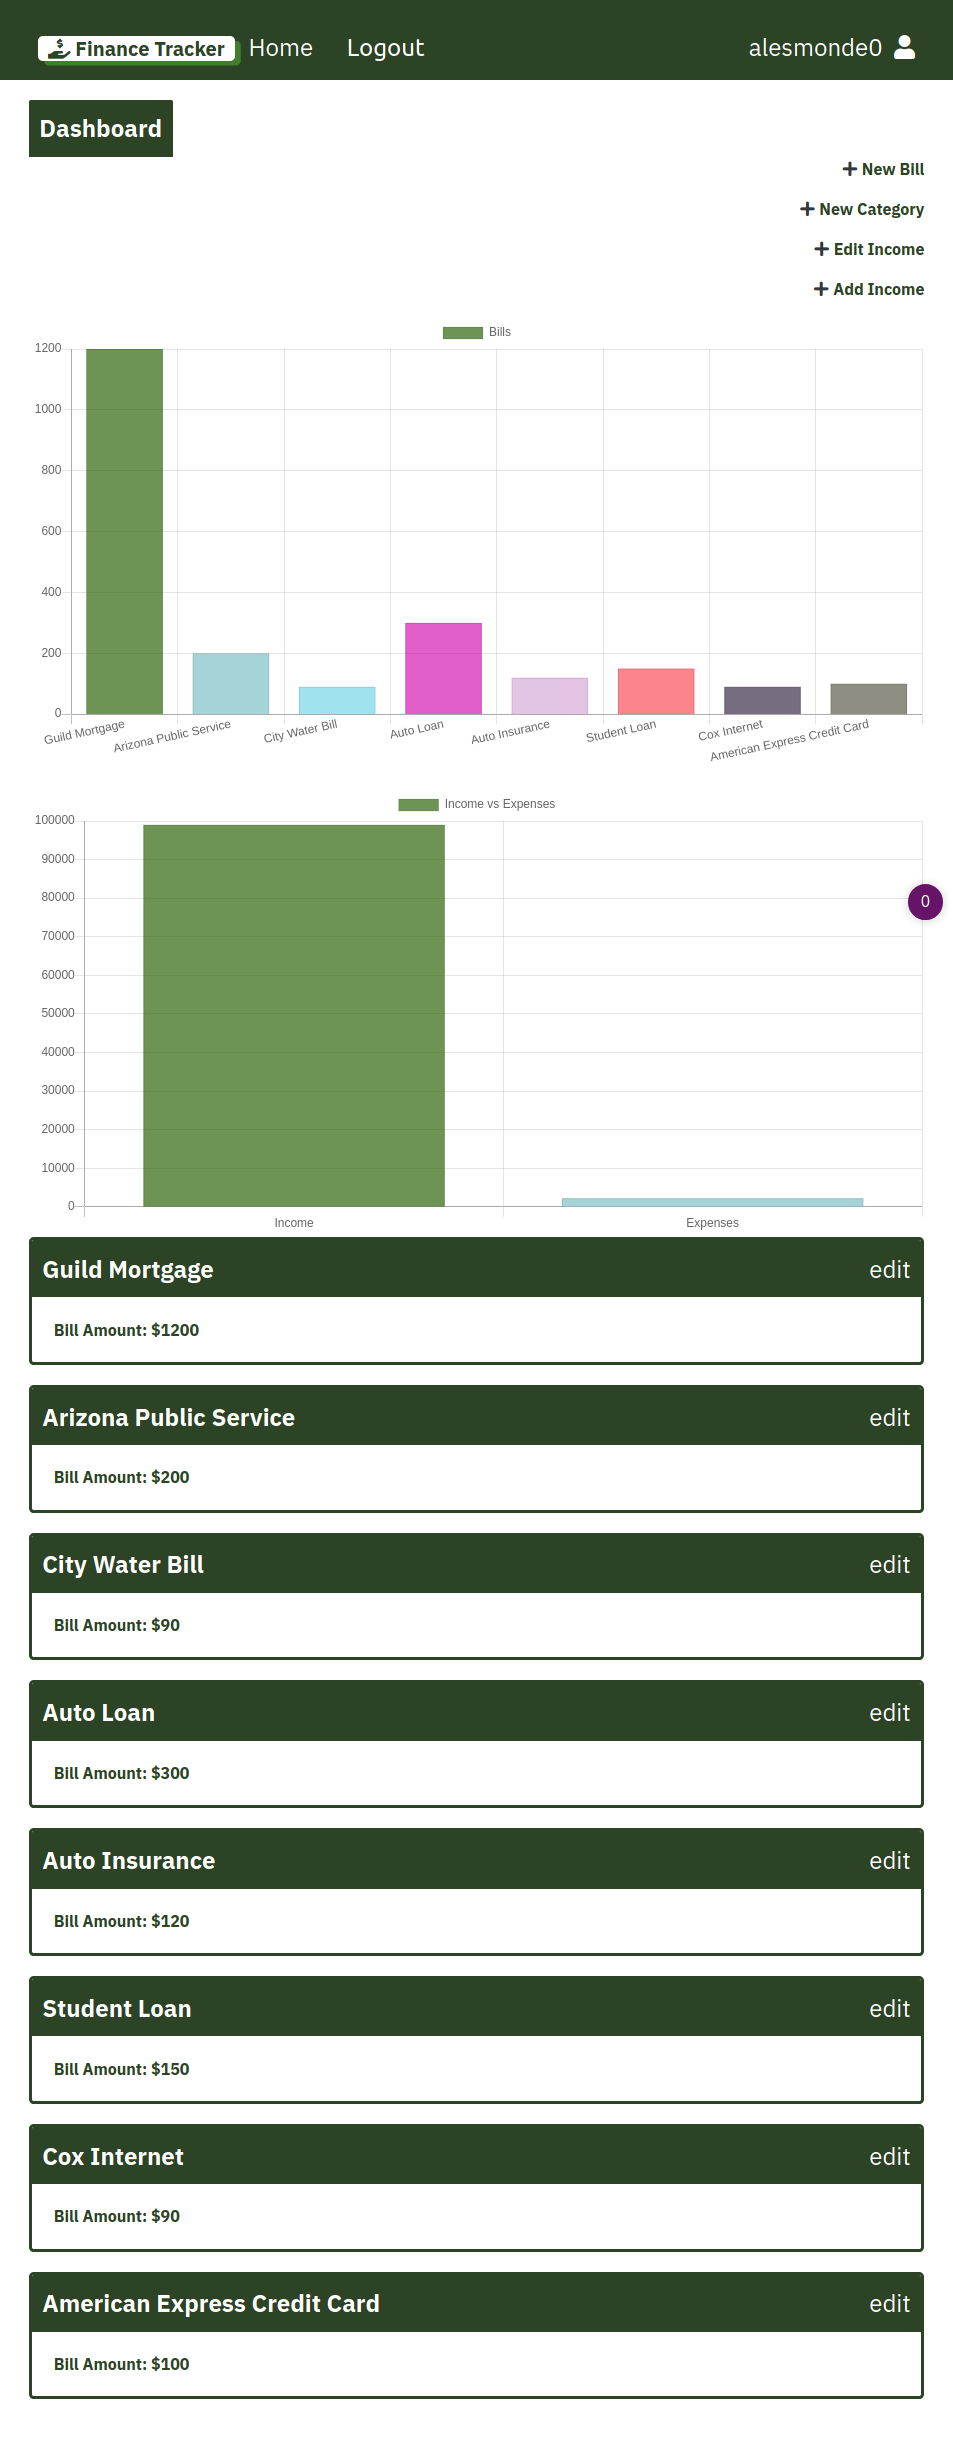 Finance Tracker Home Logout alesmonde0
Dashboard
New Bill
New Category
Edit Income
Add Income
Bills
1200
1000
800
600
400
200
0
Guild Mortgage
Arizona Public Service
City Water Bill
Auto Loan
Auto Insurance
Student Loan
Cox Internet
American Express Credit Card
Income vs Expenses
100000
90000
80000
0
70000
60000
50000
40000
30000
20000
10000
0
Income Expenses
Guild Mortgage edit
Bill Amount: $1200
Arizona Public Service edit
Bill Amount: $200
City Water Bill edit
Bill Amount: $90
Auto Loan edit
Bill Amount: $300
Auto Insurance edit
Bill Amount: $120
Student Loan edit
Bill Amount: $150
Cox Internet edit
Bill Amount: $90
American Express Credit Card edit
Bill Amount: $100